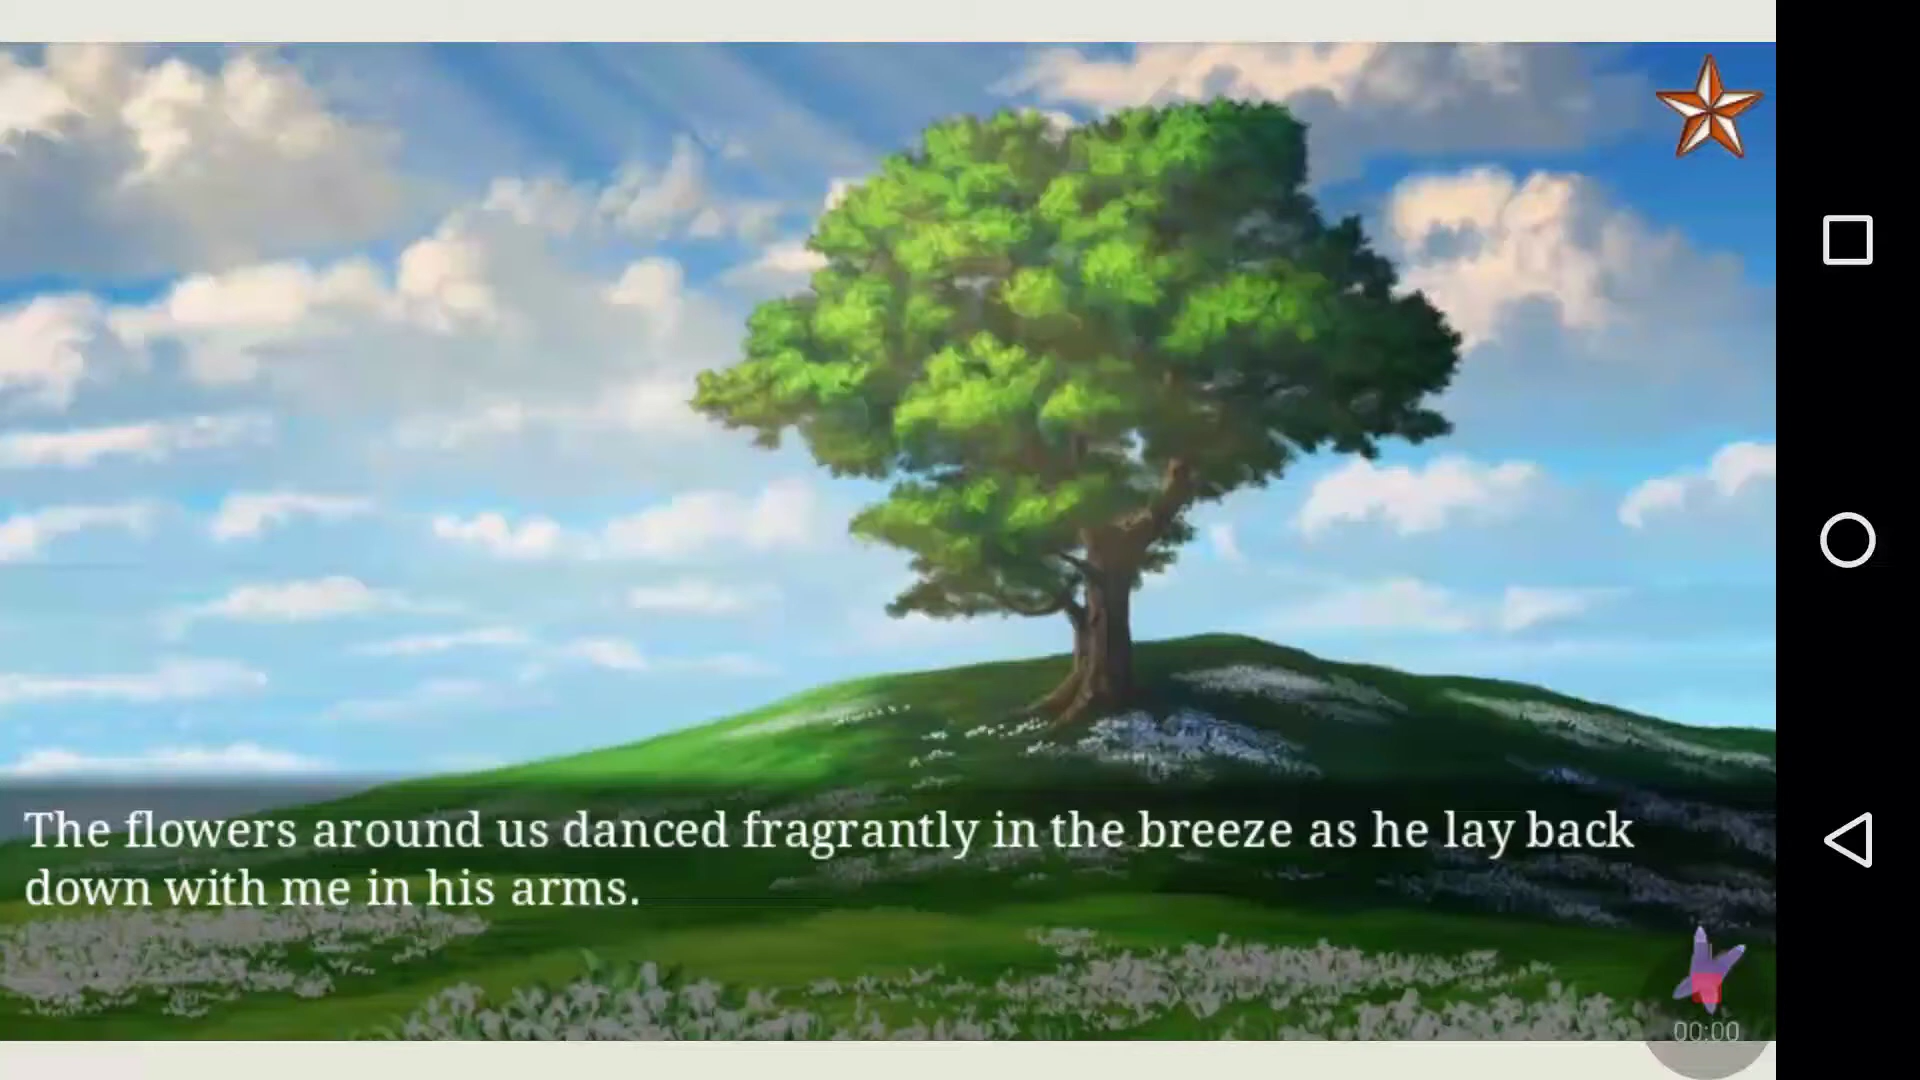 The flowers around us danced fragrantly in the breeze as he lay back
down with me in his arms.
00:00